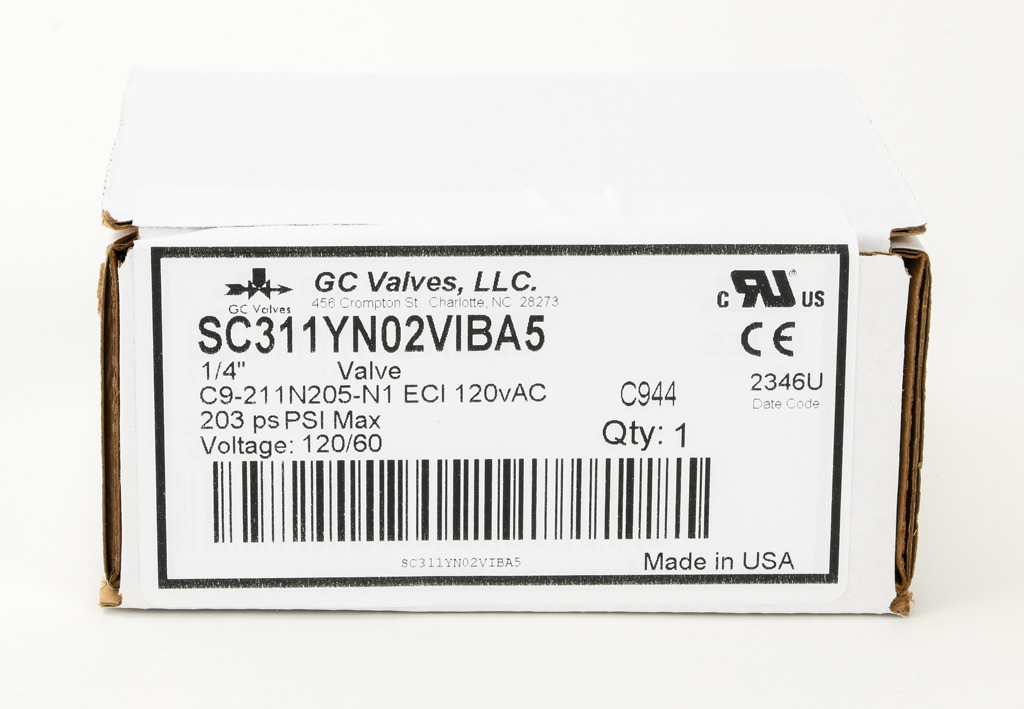 GC Valves, LLC.
456 Crompton St. Charlotte, NC 28273
GC Valves
c RU ® US
SC311YN02VIBA5
CE
1/4" Valve
C9-211N205-N1 ECI 120vAC
C944
2346U
Date Code
203 ps PSI Max
Voltage: 120/60
Qty: 1
SC311YN02VIBA5
Made in USA